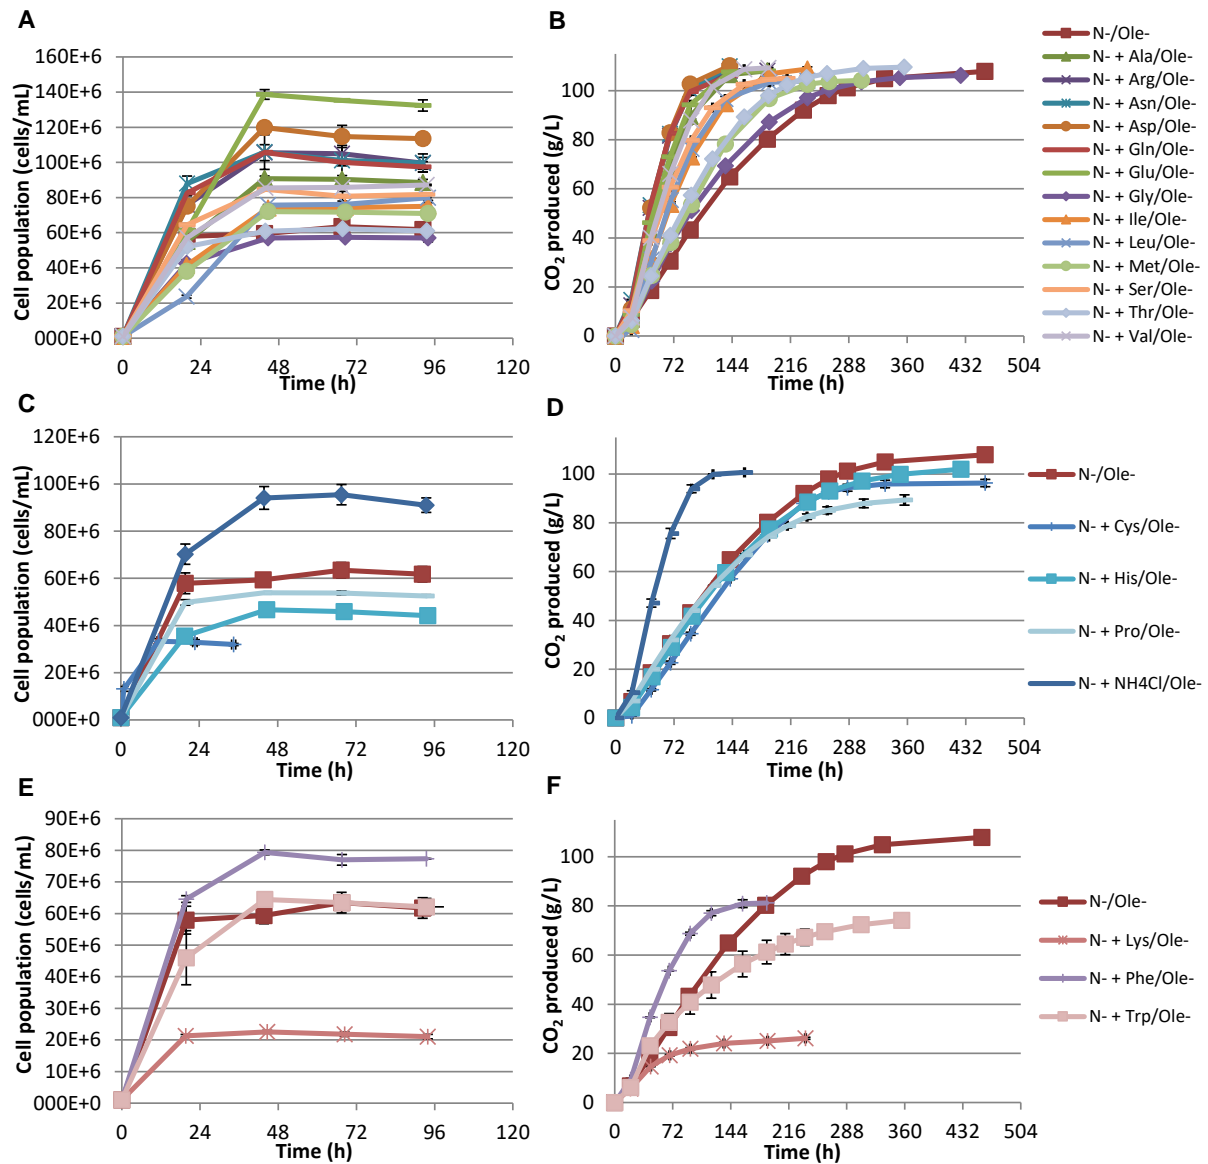 A
Cell population (cells/mL)
160E+6
140E+6
120E+6
100E+6
80E+6
60E+6
40E+6
20E+6
000E+0
0 24 48 72 96 120
Time (h)
B
CO2 produced (g/L)
100
80
60
40
20
0
0 72 144 216 288 360 432 504
Time (h)
N-/Ole-
N- + Ala/Ole-
N- + Arg/Ole-
N- + Asn/Ole-
N- + Asp/Ole-
N- + Gln/Ole-
N- + Glu/Ole-
N- + Gly/Ole-
N- + Ile/Ole-
N- + Leu/Ole-
N- + Met/Ole-
N- + Ser/Ole-
N- + Thr/Ole-
N- + Val/Ole-
C
Cell population (cells/mL)
120E+6
100E+6
80E+6
60E+6
40E+6
20E+6
000E+0
0 24 48 72 96 120
Time (h)
D
CO2 produced (g/L)
100
80
60
40
20
0
0 72 144 216 288 360 432 504
Time (h)
N-/Ole-
N- + Cys/Ole-
N- + His/Ole-
N- + Pro/Ole-
N- + NH4Cl/Ole-
E
Cell population (cells/mL)
90E+6
80E+6
70E+6
60E+6
50E+6
40E+6
30E+6
20E+6
10E+6
000E+0
0 24 48 72 96 120
Time (h)
F
CO2 produced (g/L)
100
80
60
40
20
0
0 72 144 216 288 360 432 504
Time (h)
N-/Ole-
N- + Lys/Ole-
N- + Phe/Ole-
N- + Trp/Ole-